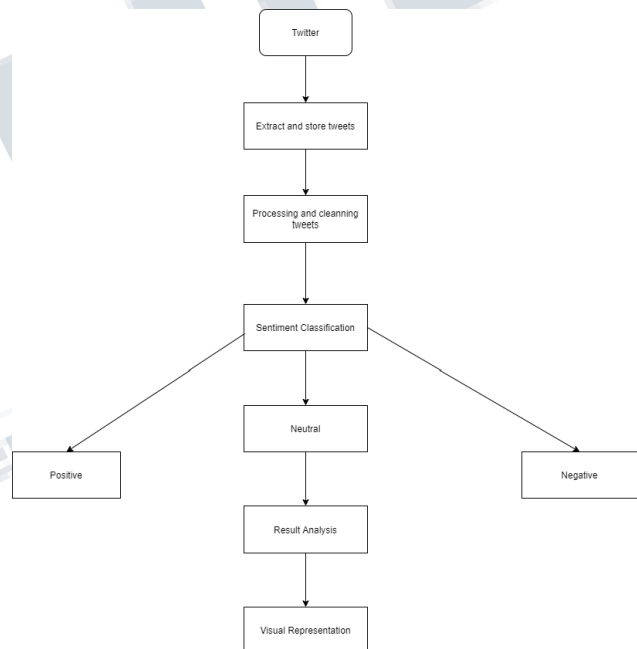 Twitter
Extract and store tweets
Processing and cleanning
tweets
Sentiment Classification
Neutral
Positive
Negative
Result Analysis
Visual Representation